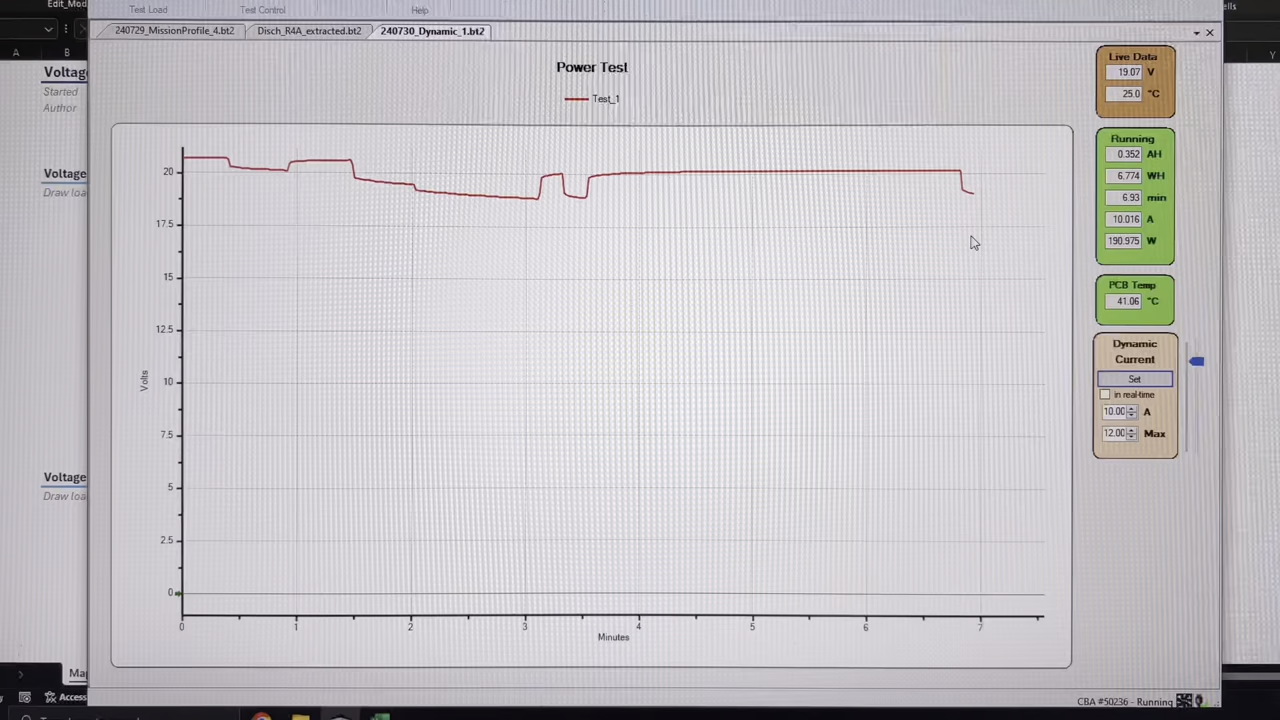 Edit_Mod
Test Load
Test Control
Help
240729_MissionProfile_4.bt2
Disch_R4A_extracted.bt2
240730_Dynamic_1.bt2
A
B
Y
Voltage
Started
Author
Voltage
Draw loa
Voltage
Draw loa
Power Test
Test_1
Volts
20
17.5
15
12.5
10
7.5
5
2.5
0
0
1
2
3
4
5
6
7
Minutes
Live Data
19.07 V
25.0 °C
Running
0.352 AH
6.774 WH
6.93 min
10.016 A
190.975 W
PCB Temp
41.06 °C
Dynamic
Current
Set
in real-time
10.00 A
12.00 Max
CBA #50236 - Running
Access